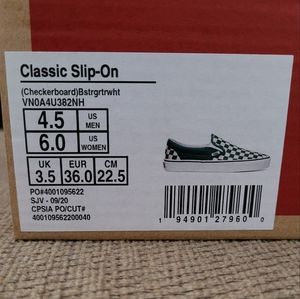 Classic Slip-On
(Checkerboard)Bstrgrtrwht
VN0A4U382NH
4.5 US MEN
6.0 US WOMEN
UK EUR CM
3.5 36.0 22.5
PO#4001095622
SJV - 09/20
CPSIA PO/CUT#
400109562200040
1 94901 27960 0